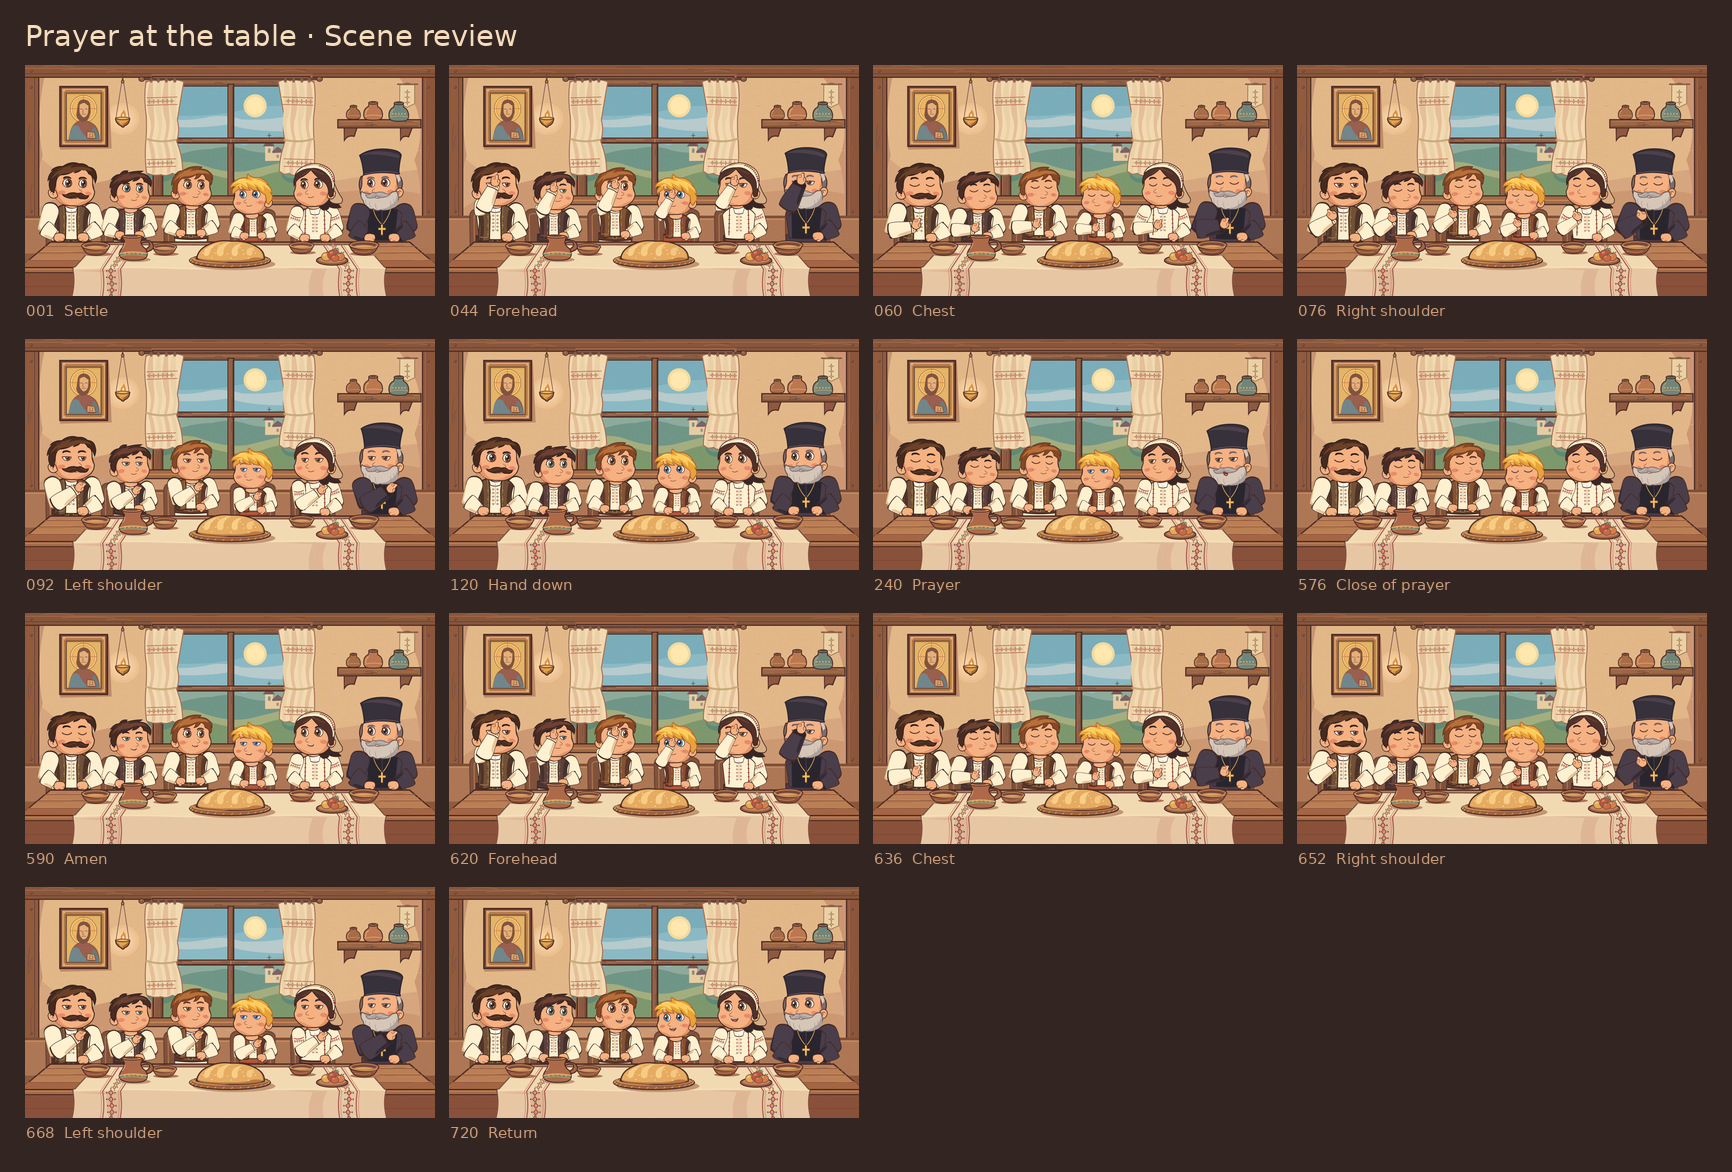 Prayer at the table · Scene review
001 Settle
044 Forehead
060 Chest
076 Right shoulder
092 Left shoulder
120 Hand down
240 Prayer
576 Close of prayer
590 Amen
620 Forehead
636 Chest
652 Right shoulder
668 Left shoulder
720 Return